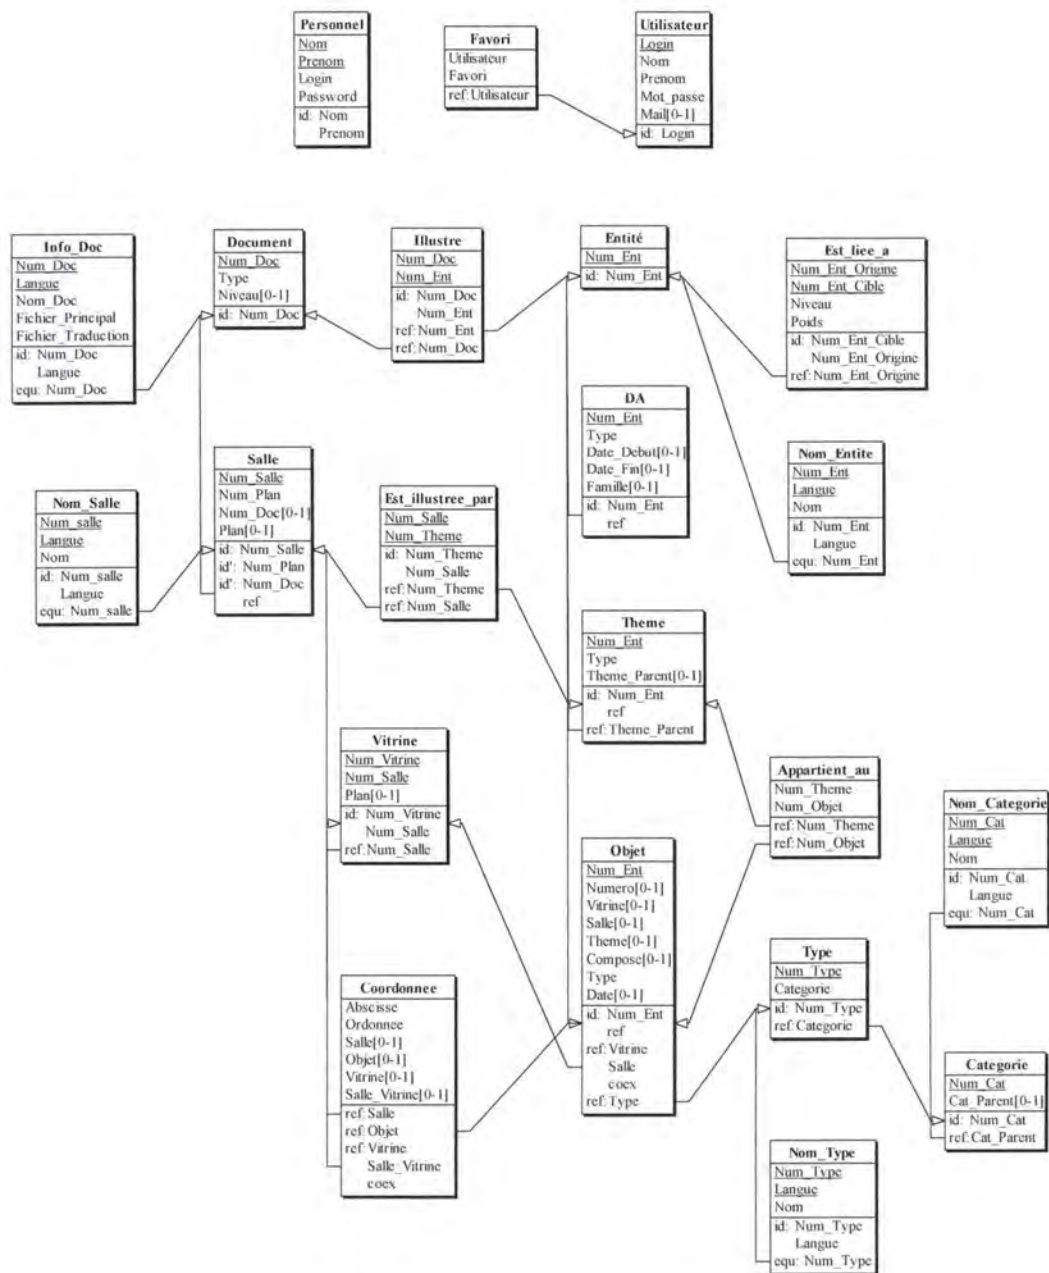 Personnel
Nom
Prenom
Login
Password
id: Nom
Prenom
Favori
Utilisateur
Favori
ref:Utilisateur
Utilisateur
Login
Nom
Prenom
Mot_passe
Mail[0-1]
id: Login
Info_Doc
Num_Doc
Langue
Nom_Doc
Fichier_Principal
Fichier_Traduction
id: Num_Doc
Langue
equ: Num_Doc
Document
Num_Doc
Type
Niveau[0-1]
id: Num_Doc
Illustre
Num_Doc
Num_Ent
id: Num_Doc
Num_Ent
ref:Num_Ent
ref:Num_Doc
Entité
Num_Ent
id: Num_Ent
Est_liee_a
Num_Ent_Origine
Num_Ent_Cible
Niveau
Poids
id: Num_Ent_Cible
Num_Ent_Origine
ref:Num_Ent_Origine
DA
Num_Ent
Type
Date_Debut[0-1]
Date_Fin[0-1]
Famille[0-1]
id: Num_Ent
ref
Nom_Entite
Num_Ent
Langue
Nom
id: Num_Ent
Langue
equ: Num_Ent
Nom_Salle
Num_salle
Langue
Nom
id: Num_salle
Langue
equ: Num_salle
Salle
Num_Salle
Num_Plan
Num_Doc[0-1]
Plan[0-1]
id: Num_Salle
id': Num_Plan
id': Num_Doc
ref
Est_illustree_par
Num_Salle
Num_Theme
id: Num_Theme
Num_Salle
ref:Num_Theme
ref:Num_Salle
Theme
Num_Ent
Type
Theme_Parent[0-1]
id: Num_Ent
ref
ref:Theme_Parent
Vitrine
Num_Vitrine
Num_Salle
Plan[0-1]
id: Num_Vitrine
Num_Salle
ref:Num_Salle
Appartient_au
Num_Theme
Num_Objet
ref:Num_Theme
ref:Num_Objet
Nom_Categorie
Num_Cat
Langue
Nom
id: Num_Cat
Langue
equ: Num_Cat
Objet
Num_Ent
Numero[0-1]
Vitrine[0-1]
Salle[0-1]
Theme[0-1]
Compose[0-1]
Type
Date[0-1]
id: Num_Ent
ref
ref:Vitrine
Salle
coex
ref:Type
Type
Num_Type
Categorie
id: Num_Type
ref:Categorie
Coordonnee
Abscisse
Ordonnee
Salle[0-1]
Objet[0-1]
Vitrine[0-1]
Salle_Vitrine[0-1]
ref:Salle
ref:Objet
ref:Vitrine
Salle_Vitrine
coex
Categorie
Num_Cat
Cat_Parent[0-1]
id: Num_Cat
ref:Cat_Parent
Nom_Type
Num_Type
Langue
Nom
id: Num_Type
Langue
equ: Num_Type